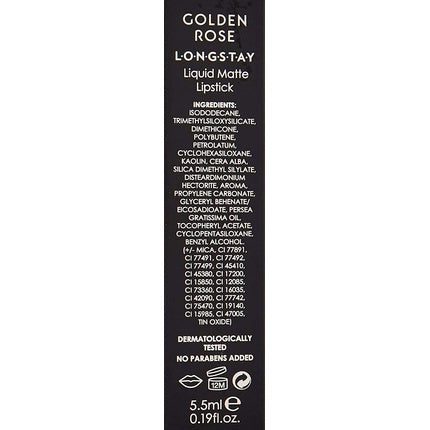 GOLDEN
ROSE
L•O•N•G•S•T•A•Y
Liquid Matte
Lipstick
INGREDIENTS:
ISODODECANE,
TRIMETHYLSILOXYSILICATE,
DIMETHICONE,
POLYBUTENE,
PETROLATUM,
CYCLOHEXASILOXANE,
KAOLIN, CERA ALBA,
SILICA DIMETHYL SILYLATE,
DISTEARDIMONIUM
HECTORITE, AROMA,
PROPYLENE CARBONATE,
GLYCERYL BEHENATE/
EICOSADIOATE, PERSEA
GRATISSIMA OIL,
TOCOPHERYL ACETATE,
CYCLOPENTASILOXANE,
BENZYL ALCOHOL.
(+/- MICA, CI 77891,
CI 77491, CI 77492,
CI 77499, CI 45410,
CI 45380, CI 17200,
CI 15850, CI 12085,
CI 73360, CI 16035,
CI 42090, CI 77742,
CI 75470, CI 19140,
CI 15985, CI 47005,
TIN OXIDE)
DERMATOLOGICALLY
TESTED
NO PARABENS ADDED
12M
5.5ml e
0.19fl.oz.